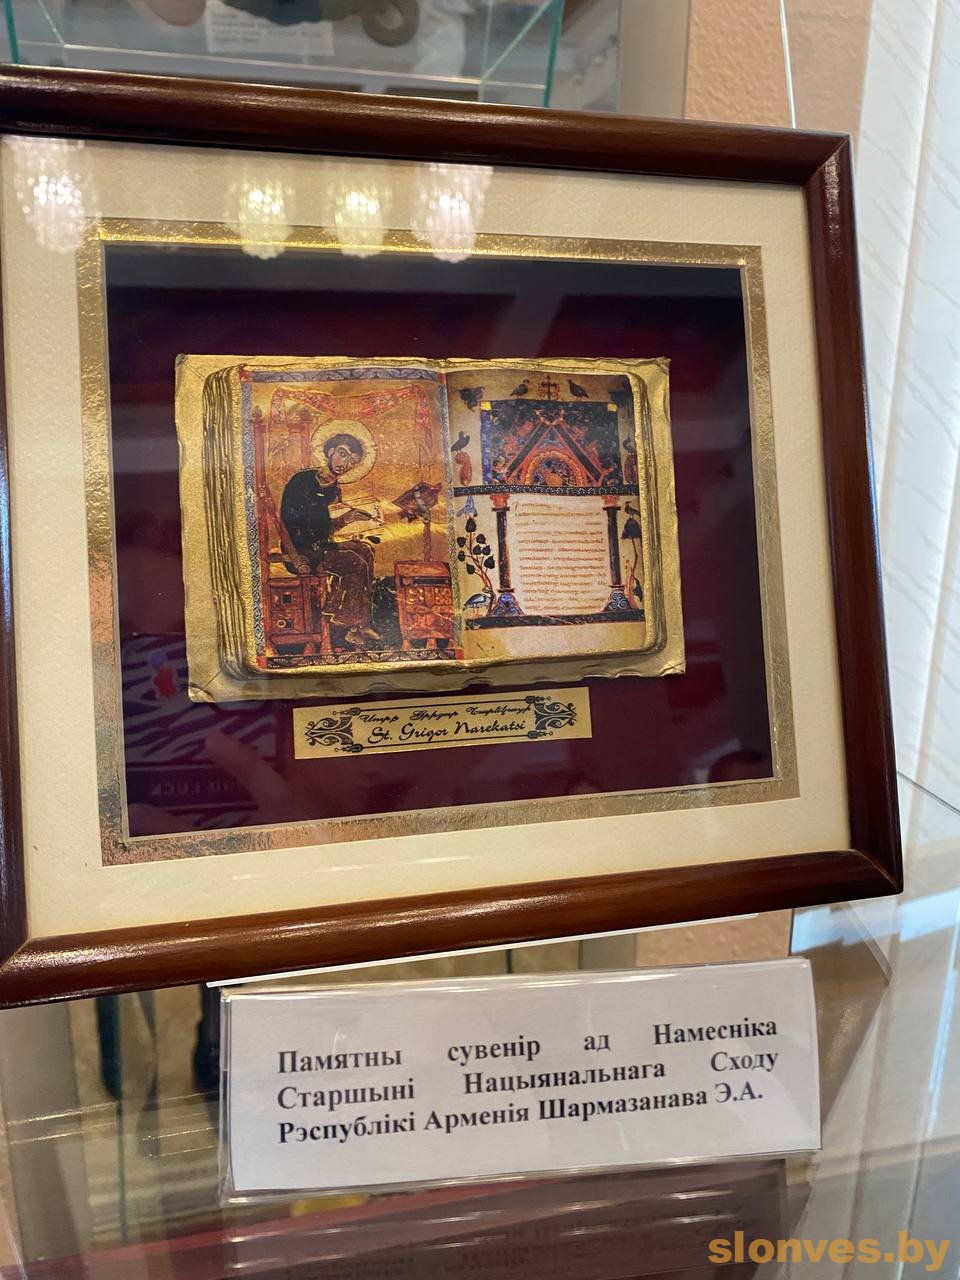 Սուրբ Գրիգոր Նարեկացի
St. Grigor Narekatsi
Памятны сувенір ад Намесніка
Старшыні Нацыянальнага Сходу
Рэспублікі Арменія Шармазанава Э.А.
slonves.by